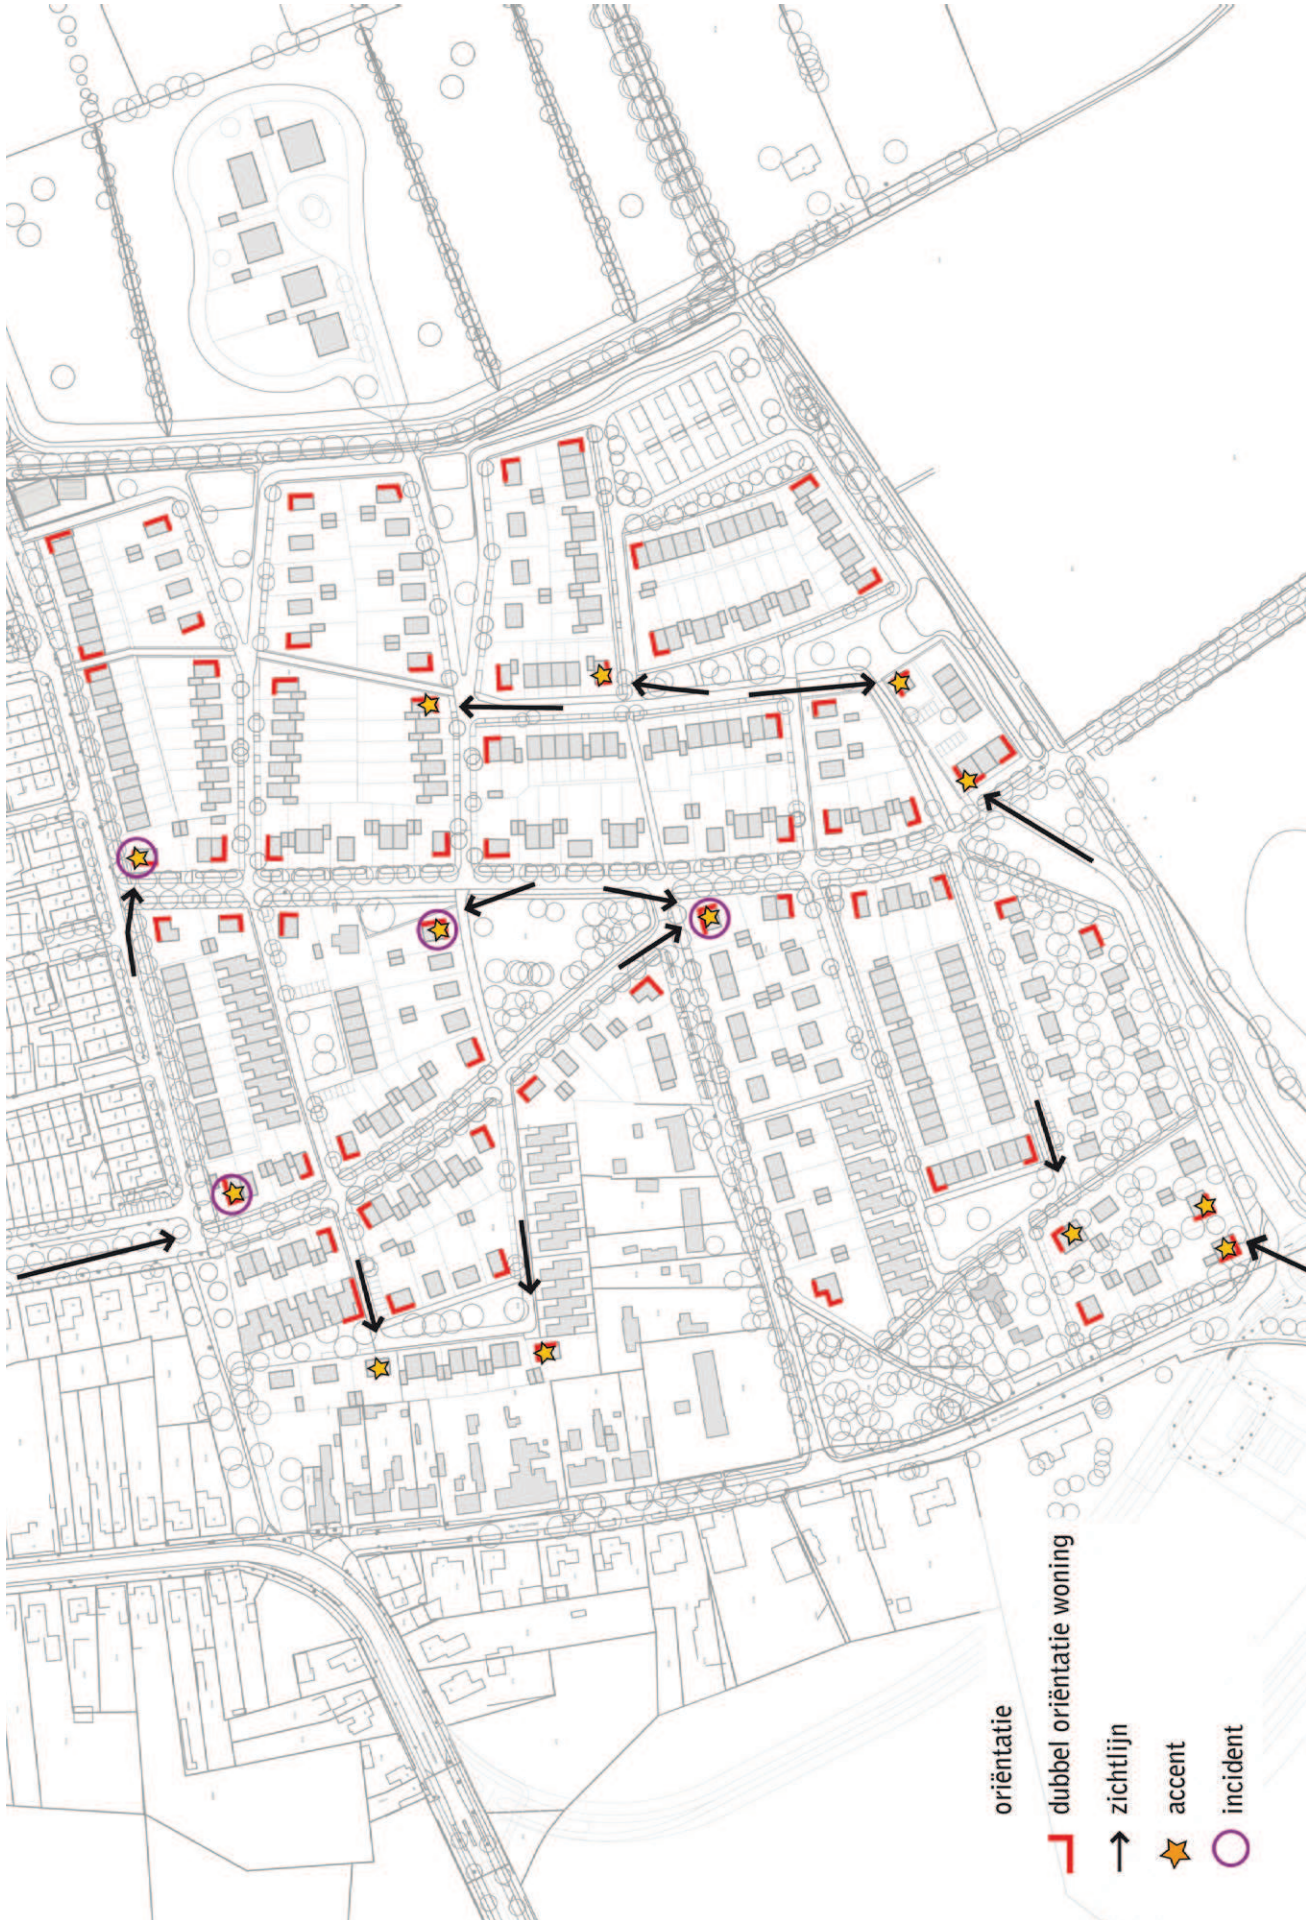 oriëntatie
dubbel oriëntatie woning
zichtlijn
accent
incident